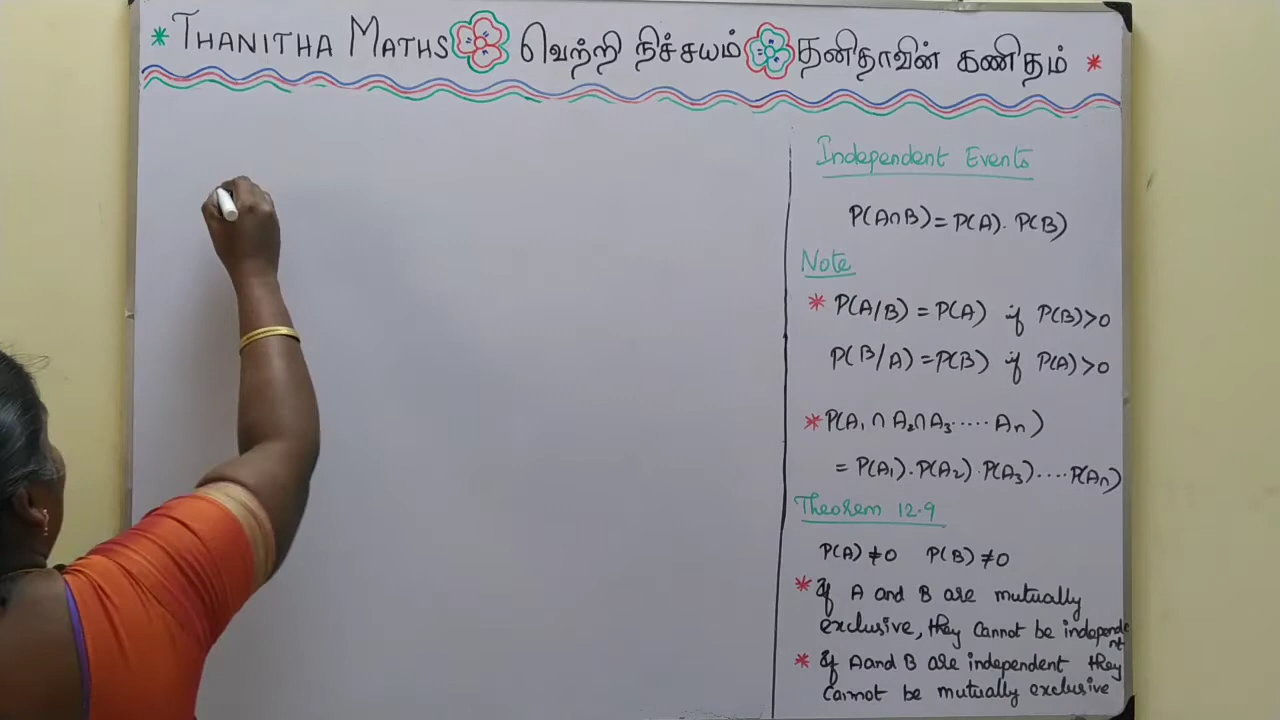 * THANITHA MATHS வெற்றி நிச்சயம் தனிதாவின் கணிதம் *
Independent Events
P(A∩B) = P(A). P(B)
Note
* P(A/B) = P(A) if P(B)>0
P(B/A) = P(B) if P(A)>0
* P(A₁ ∩ A₂ ∩ A₃ ..... Aₙ)
= P(A₁). P(A₂) . P(A₃) .... P(Aₙ)
Theorem 12.9
P(A) ≠ 0 P(B) ≠ 0
* If A and B are mutually
exclusive, they cannot be independent
* If A and B are independent they
cannot be mutually exclusive